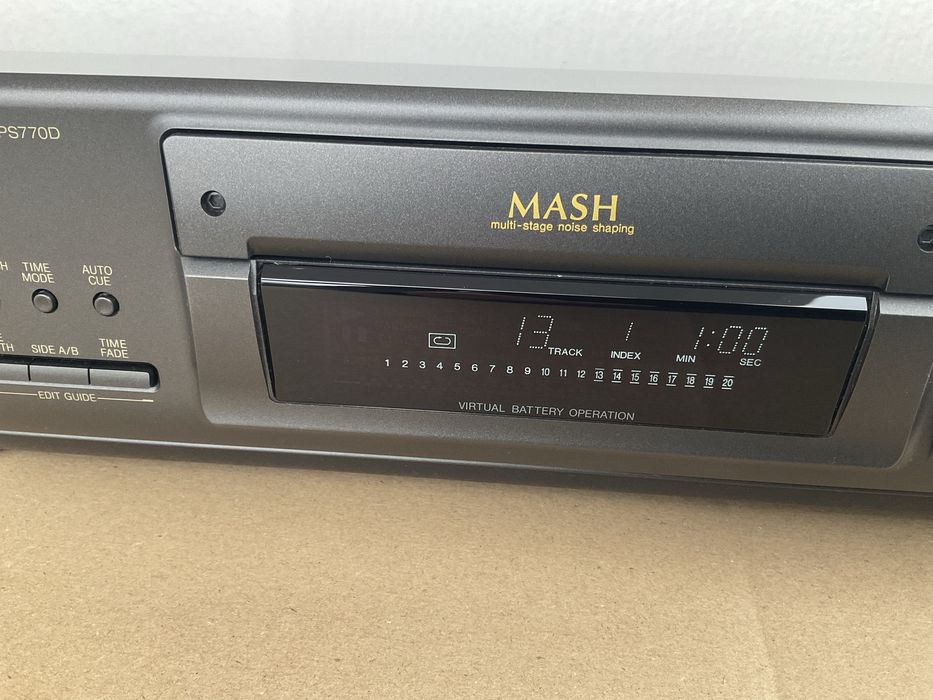 PS770D
MASH
multi-stage noise shaping
TIME
MODE
AUTO
CUE
SIDE A/B
TIME
FADE
EDIT GUIDE
13 TRACK 1 INDEX 1:00 MIN SEC
1 2 3 4 5 6 7 8 9 10 11 12 13 14 15 16 17 18 19 20
VIRTUAL BATTERY OPERATION